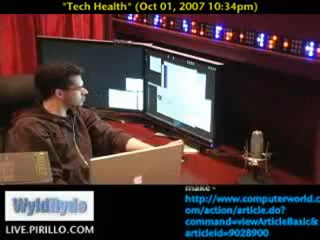 *Tech Health* (Oct 01, 2007 10:34pm)
WyldRyde
LIVE.PIRILLO.COM
make -
http://www.computerworld.c
om/action/article.do?
command=viewArticleBasic&
articleid=9028900